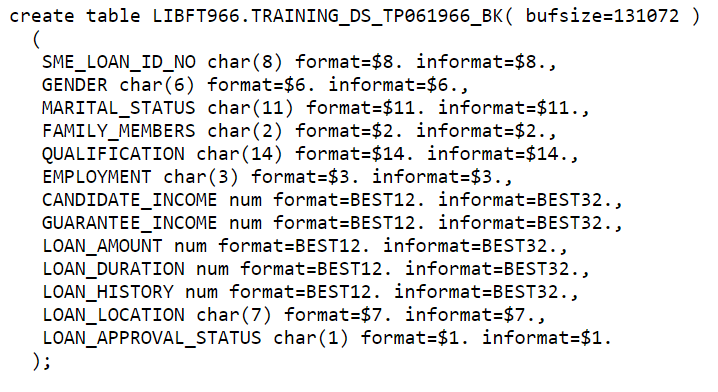 create table LIBFT966.TRAINING_DS_TP061966_BK( bufsize=131072 )
(
SME_LOAN_ID_NO char(8) format=$8. informat=$8.,
GENDER char(6) format=$6. informat=$6.,
MARITAL_STATUS char(11) format=$11. informat=$11.,
FAMILY_MEMBERS char(2) format=$2. informat=$2.,
QUALIFICATION char(14) format=$14. informat=$14.,
EMPLOYMENT char(3) format=$3. informat=$3.,
CANDIDATE_INCOME num format=BEST12. informat=BEST32.,
GUARANTEE_INCOME num format=BEST12. informat=BEST32.,
LOAN_AMOUNT num format=BEST12. informat=BEST32.,
LOAN_DURATION num format=BEST12. informat=BEST32.,
LOAN_HISTORY num format=BEST12. informat=BEST32.,
LOAN_LOCATION char(7) format=$7. informat=$7.,
LOAN_APPROVAL_STATUS char(1) format=$1. informat=$1.
);